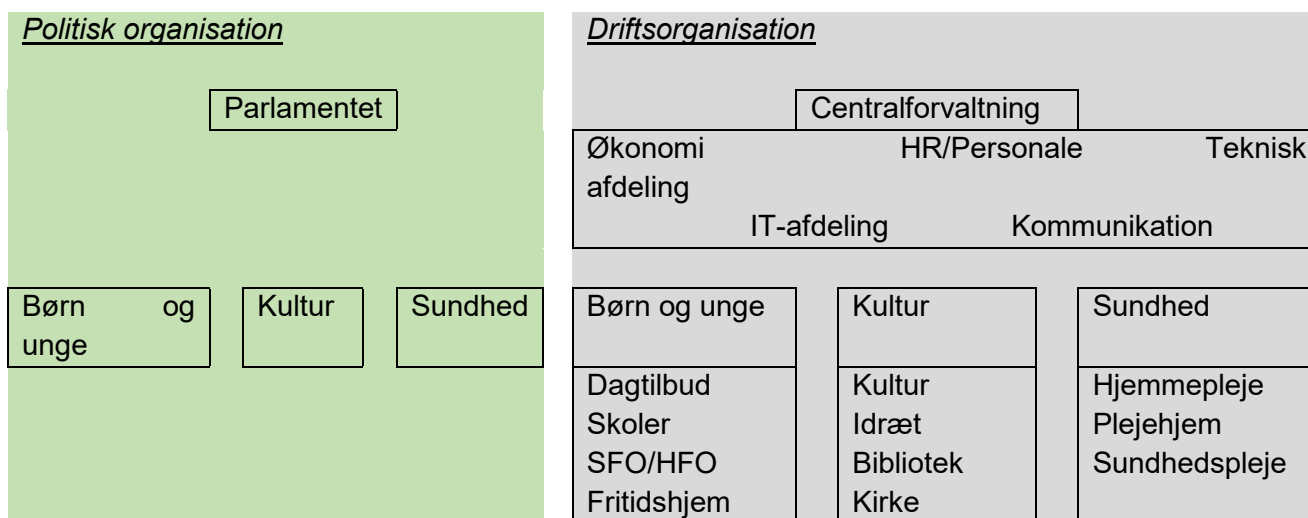 Politisk organisation
Driftsorganisation
Parlamentet
Centralforvaltning
Økonomi HR/Personale Teknisk
afdeling
IT-afdeling Kommunikation
Børn og
unge
Kultur
Sundhed
Børn og unge
Kultur
Sundhed
Dagtilbud
Skoler
SFO/HFO
Fritidshjem
Kultur
Idræt
Bibliotek
Kirke
Hjemmepleje
Plejehjem
Sundhedspleje